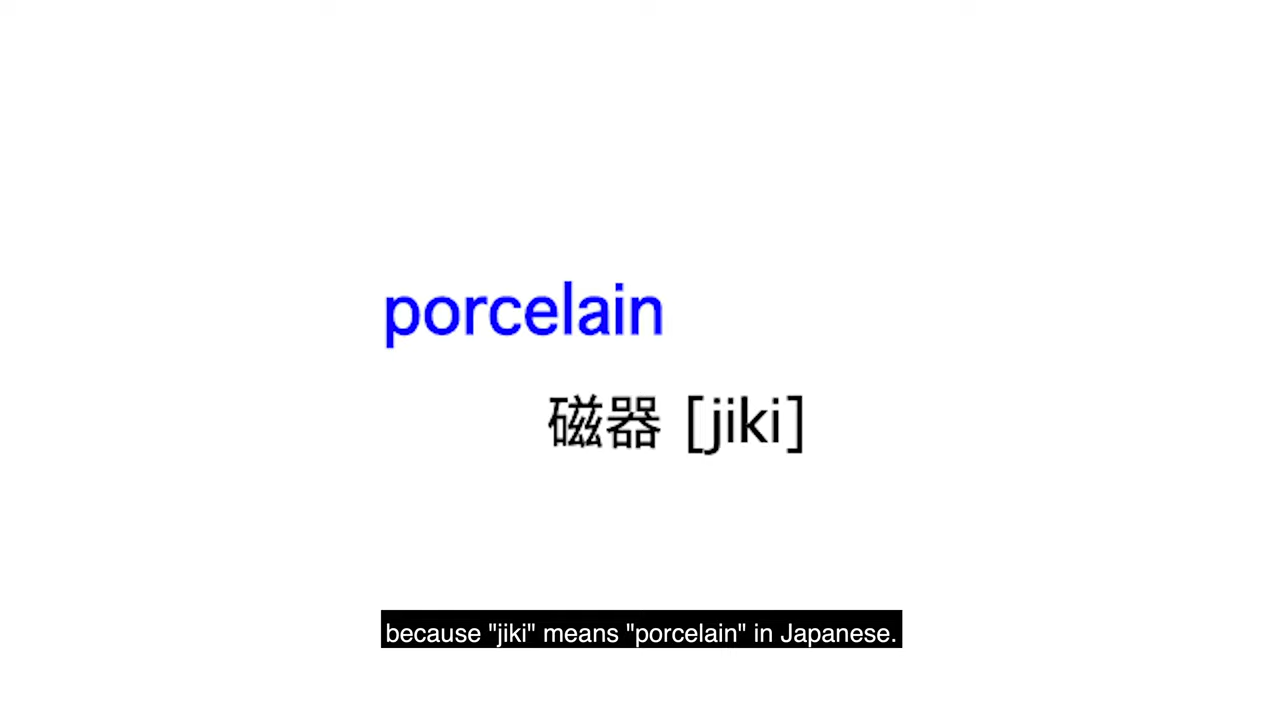 porcelain
磁器 [jiki]
because "jiki" means "porcelain" in Japanese.